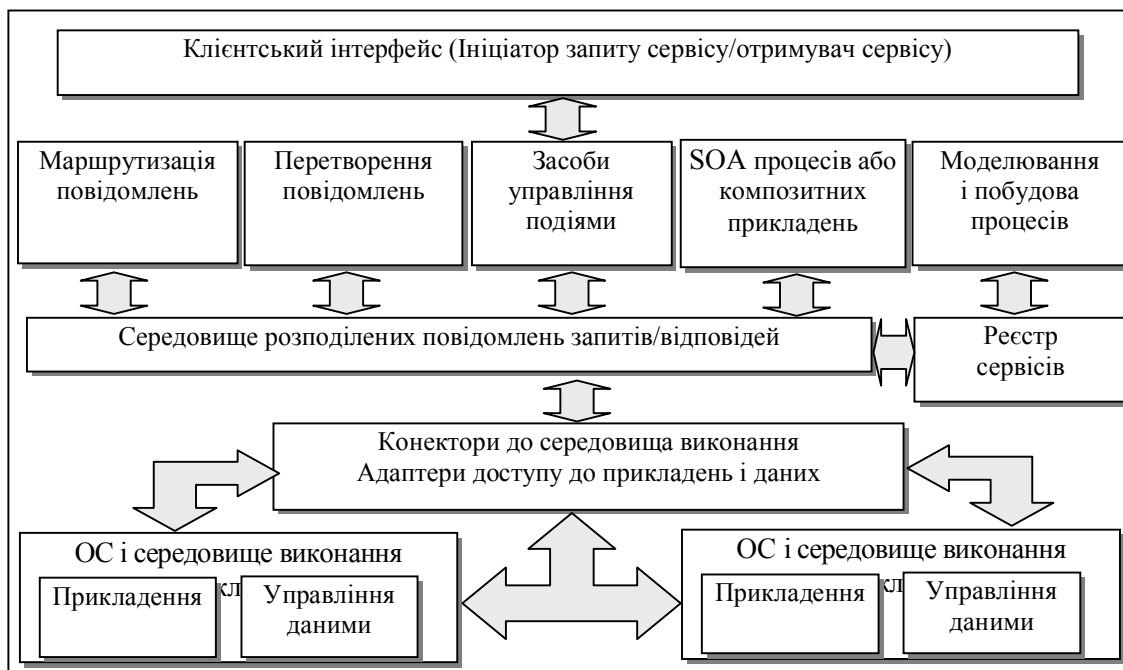 Клієнтський інтерфейс (Ініціатор запиту сервісу/отримувач сервісу)
Маршрутизація
повідомлень
Перетворення
повідомлень
Засоби
управління
подіями
SOA процесів або
композитних
прикладень
Моделювання
і побудова
процесів
Середовище розподілених повідомлень запитів/відповідей
Реєстр
сервісів
Конектори до середовища виконання
Адаптери доступу до прикладень і даних
ОС і середовище виконання
Прикладення
Управління
даними
ОС і середовище виконання
Прикладення
Управління
даними